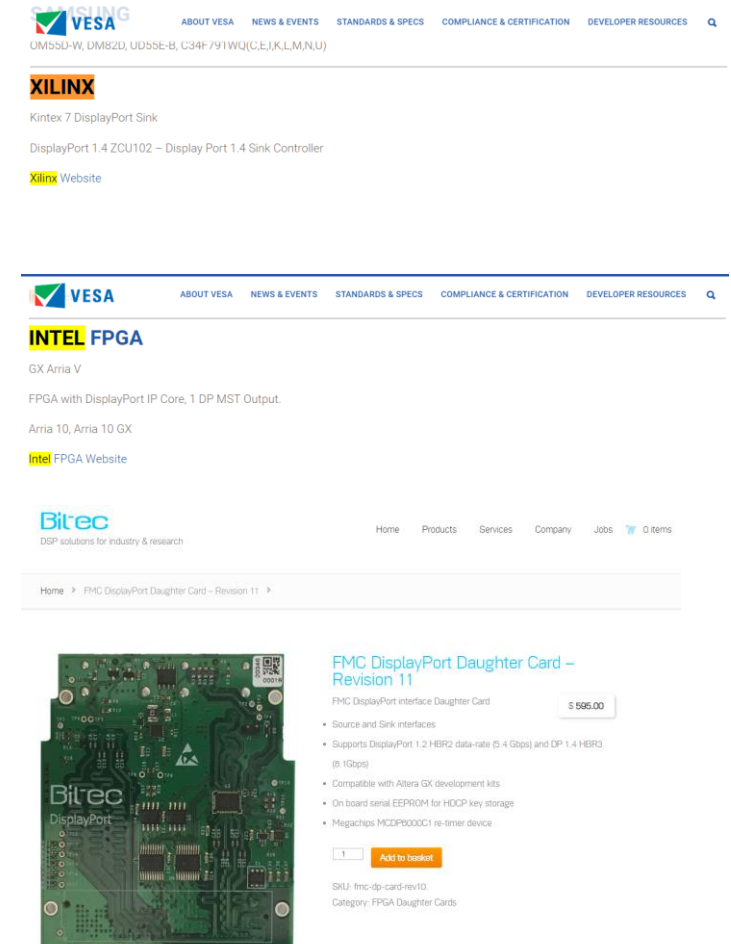 SAMSUNG
VESA
ABOUT VESA NEWS & EVENTS STANDARDS & SPECS COMPLIANCE & CERTIFICATION DEVELOPER RESOURCES
OM55D-W, DM82D, UD55E-B, C34F791WQ(C,E,I,K,L,M,N,U)
XILINX
Kintex 7 DisplayPort Sink
DisplayPort 1.4 ZCU102 – Display Port 1.4 Sink Controller
Xilinx Website
VESA
ABOUT VESA NEWS & EVENTS STANDARDS & SPECS COMPLIANCE & CERTIFICATION DEVELOPER RESOURCES
INTEL FPGA
GX Arria V
FPGA with DisplayPort IP Core, 1 DP MST Output.
Arria 10, Arria 10 GX
Intel FPGA Website
Bitec
DSP solutions for industry & research
Home Products Services Company Jobs 0 items
Home > FMC DisplayPort Daughter Card – Revision 11 >
FMC DisplayPort Daughter Card –
Revision 11
FMC DisplayPort interface Daughter Card
$ 595.00
• Source and Sink interfaces
• Supports DisplayPort 1.2 HBR2 data-rate (5.4 Gbps) and DP 1.4 HBR3
(8.1Gbps)
• Compatible with Altera GX development kits
• On board serial EEPROM for HDCP key storage
• Megachips MCDP6000C1 re-timer device
1 Add to basket
SKU: fmc-dp-card-rev10.
Category: FPGA Daughter Cards
Bitec
DisplayPort